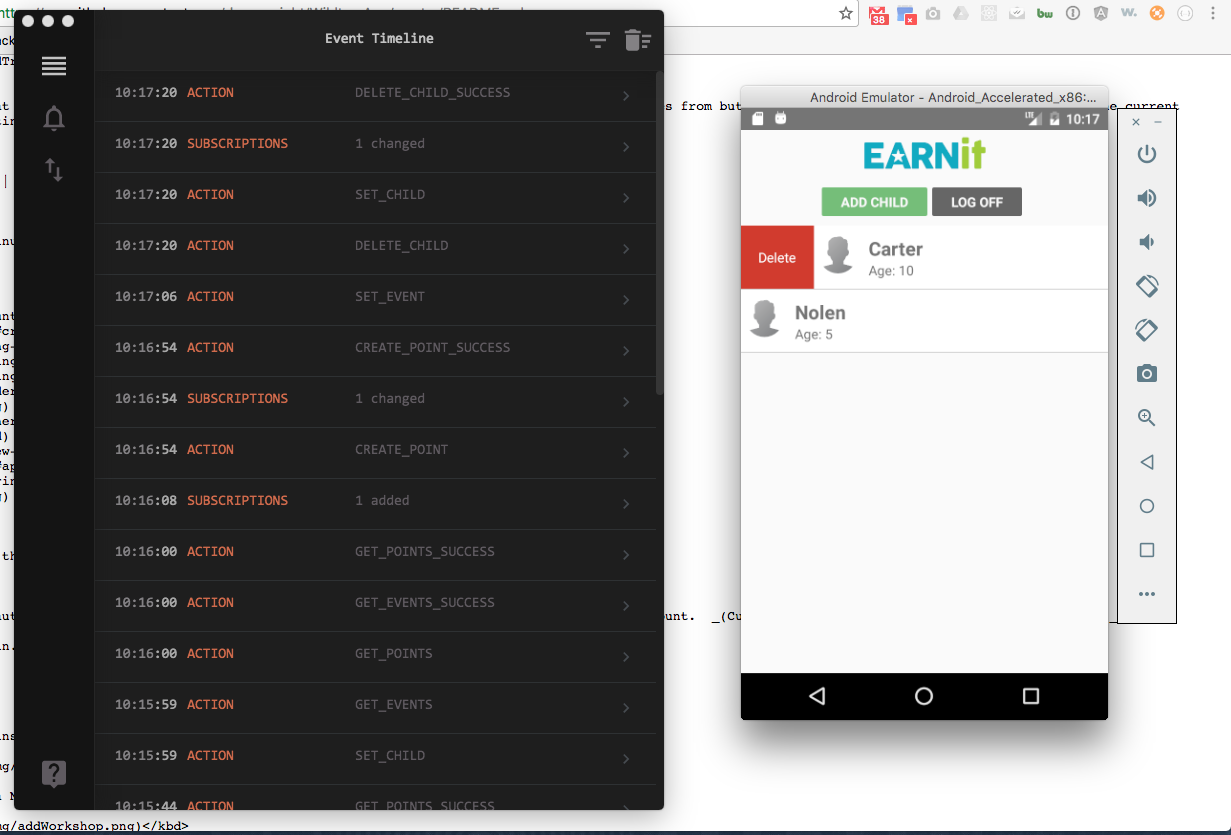 Event Timeline
10:17:20 ACTION DELETE_CHILD_SUCCESS
10:17:20 SUBSCRIPTIONS 1 changed
10:17:20 ACTION SET_CHILD
10:17:20 ACTION DELETE_CHILD
10:17:06 ACTION SET_EVENT
10:16:54 ACTION CREATE_POINT_SUCCESS
10:16:54 SUBSCRIPTIONS 1 changed
10:16:54 ACTION CREATE_POINT
10:16:08 SUBSCRIPTIONS 1 added
10:16:00 ACTION GET_POINTS_SUCCESS
10:16:00 ACTION GET_EVENTS_SUCCESS
10:16:00 ACTION GET_POINTS
10:15:59 ACTION GET_EVENTS
10:15:59 ACTION SET_CHILD
10:15:44 ACTION GET_POINTS_SUCCESS
?
ng/addWorkshop.png)</kbd>
38
bw
W.
s from but
e current
unt. _(Cu
Android Emulator - Android_Accelerated_x86:...
LTE 10:17
EARNit
ADD CHILD LOG OFF
Delete
Carter
Age: 10
Nolen
Age: 5